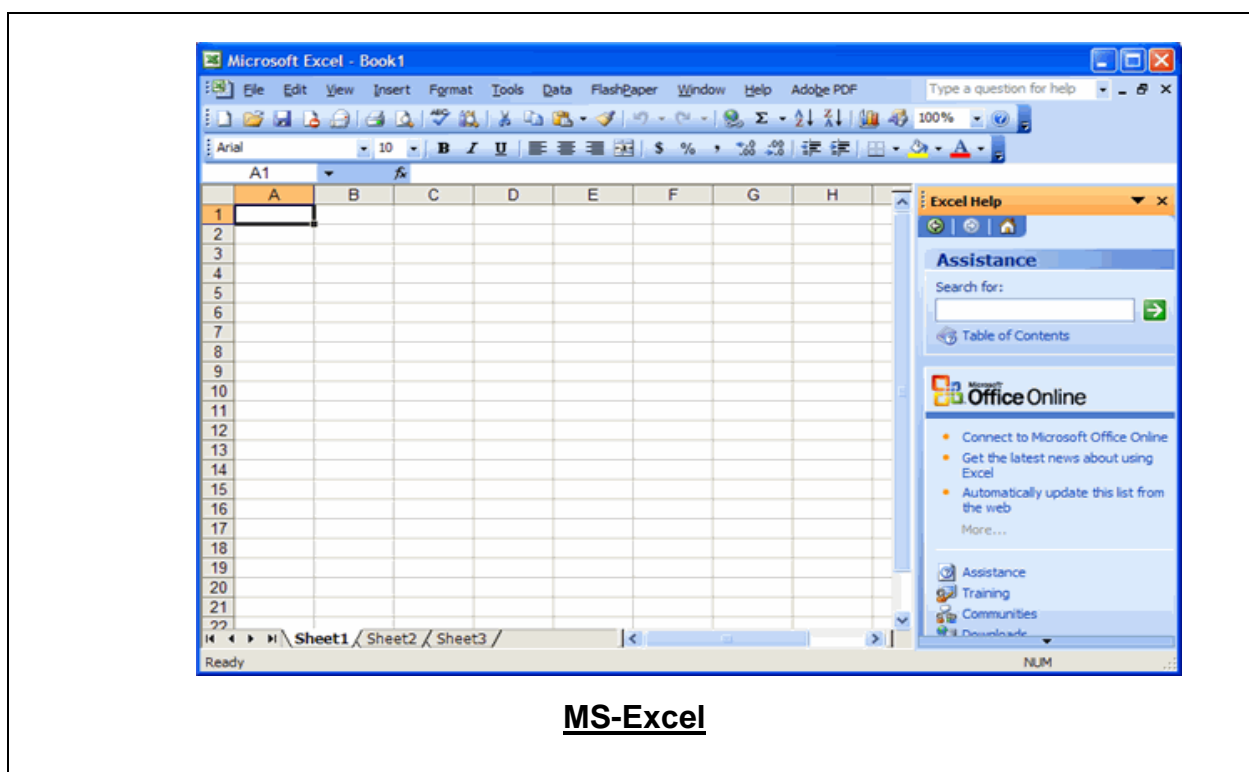 Microsoft Excel - Book1
File Edit View Insert Format Tools Data FlashPaper Window Help Adobe PDF Type a question for help
100%
Arial 10 B I U $ % ,
A1 fx
A B C D E F G H
1
2
3
4
5
6
7
8
9
10
11
12
13
14
15
16
17
18
19
20
21
22
Sheet1 Sheet2 Sheet3
Ready NUM
Excel Help
Assistance
Search for:
Table of Contents
Microsoft
Office Online
Connect to Microsoft Office Online
Get the latest news about using
Excel
Automatically update this list from
the web
More...
Assistance
Training
Communities
Downloads
MS-Excel